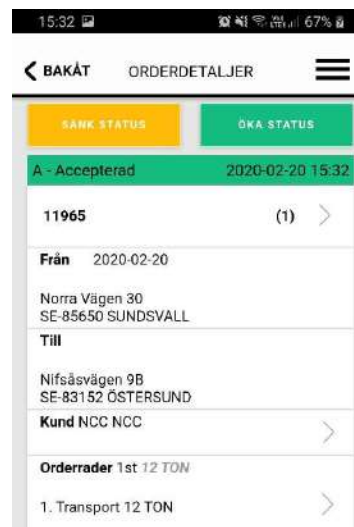 15:32 67%
BAKÅT ORDERDETALJER
SÄNK STATUS ÖKA STATUS
A - Accepterad 2020-02-20 15:32
11965 (1)
Från 2020-02-20
Norra Vägen 30
SE-85650 SUNDSVALL
Till
Nifsåsvägen 9B
SE-83152 ÖSTERSUND
Kund NCC NCC
Orderrader 1st 12 TON
1. Transport 12 TON